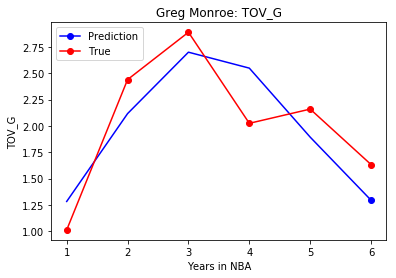 Greg Monroe: TOV_G
Prediction
True
TOV_G
2.75
2.50
2.25
2.00
1.75
1.50
1.25
1.00
1 2 3 4 5 6
Years in NBA